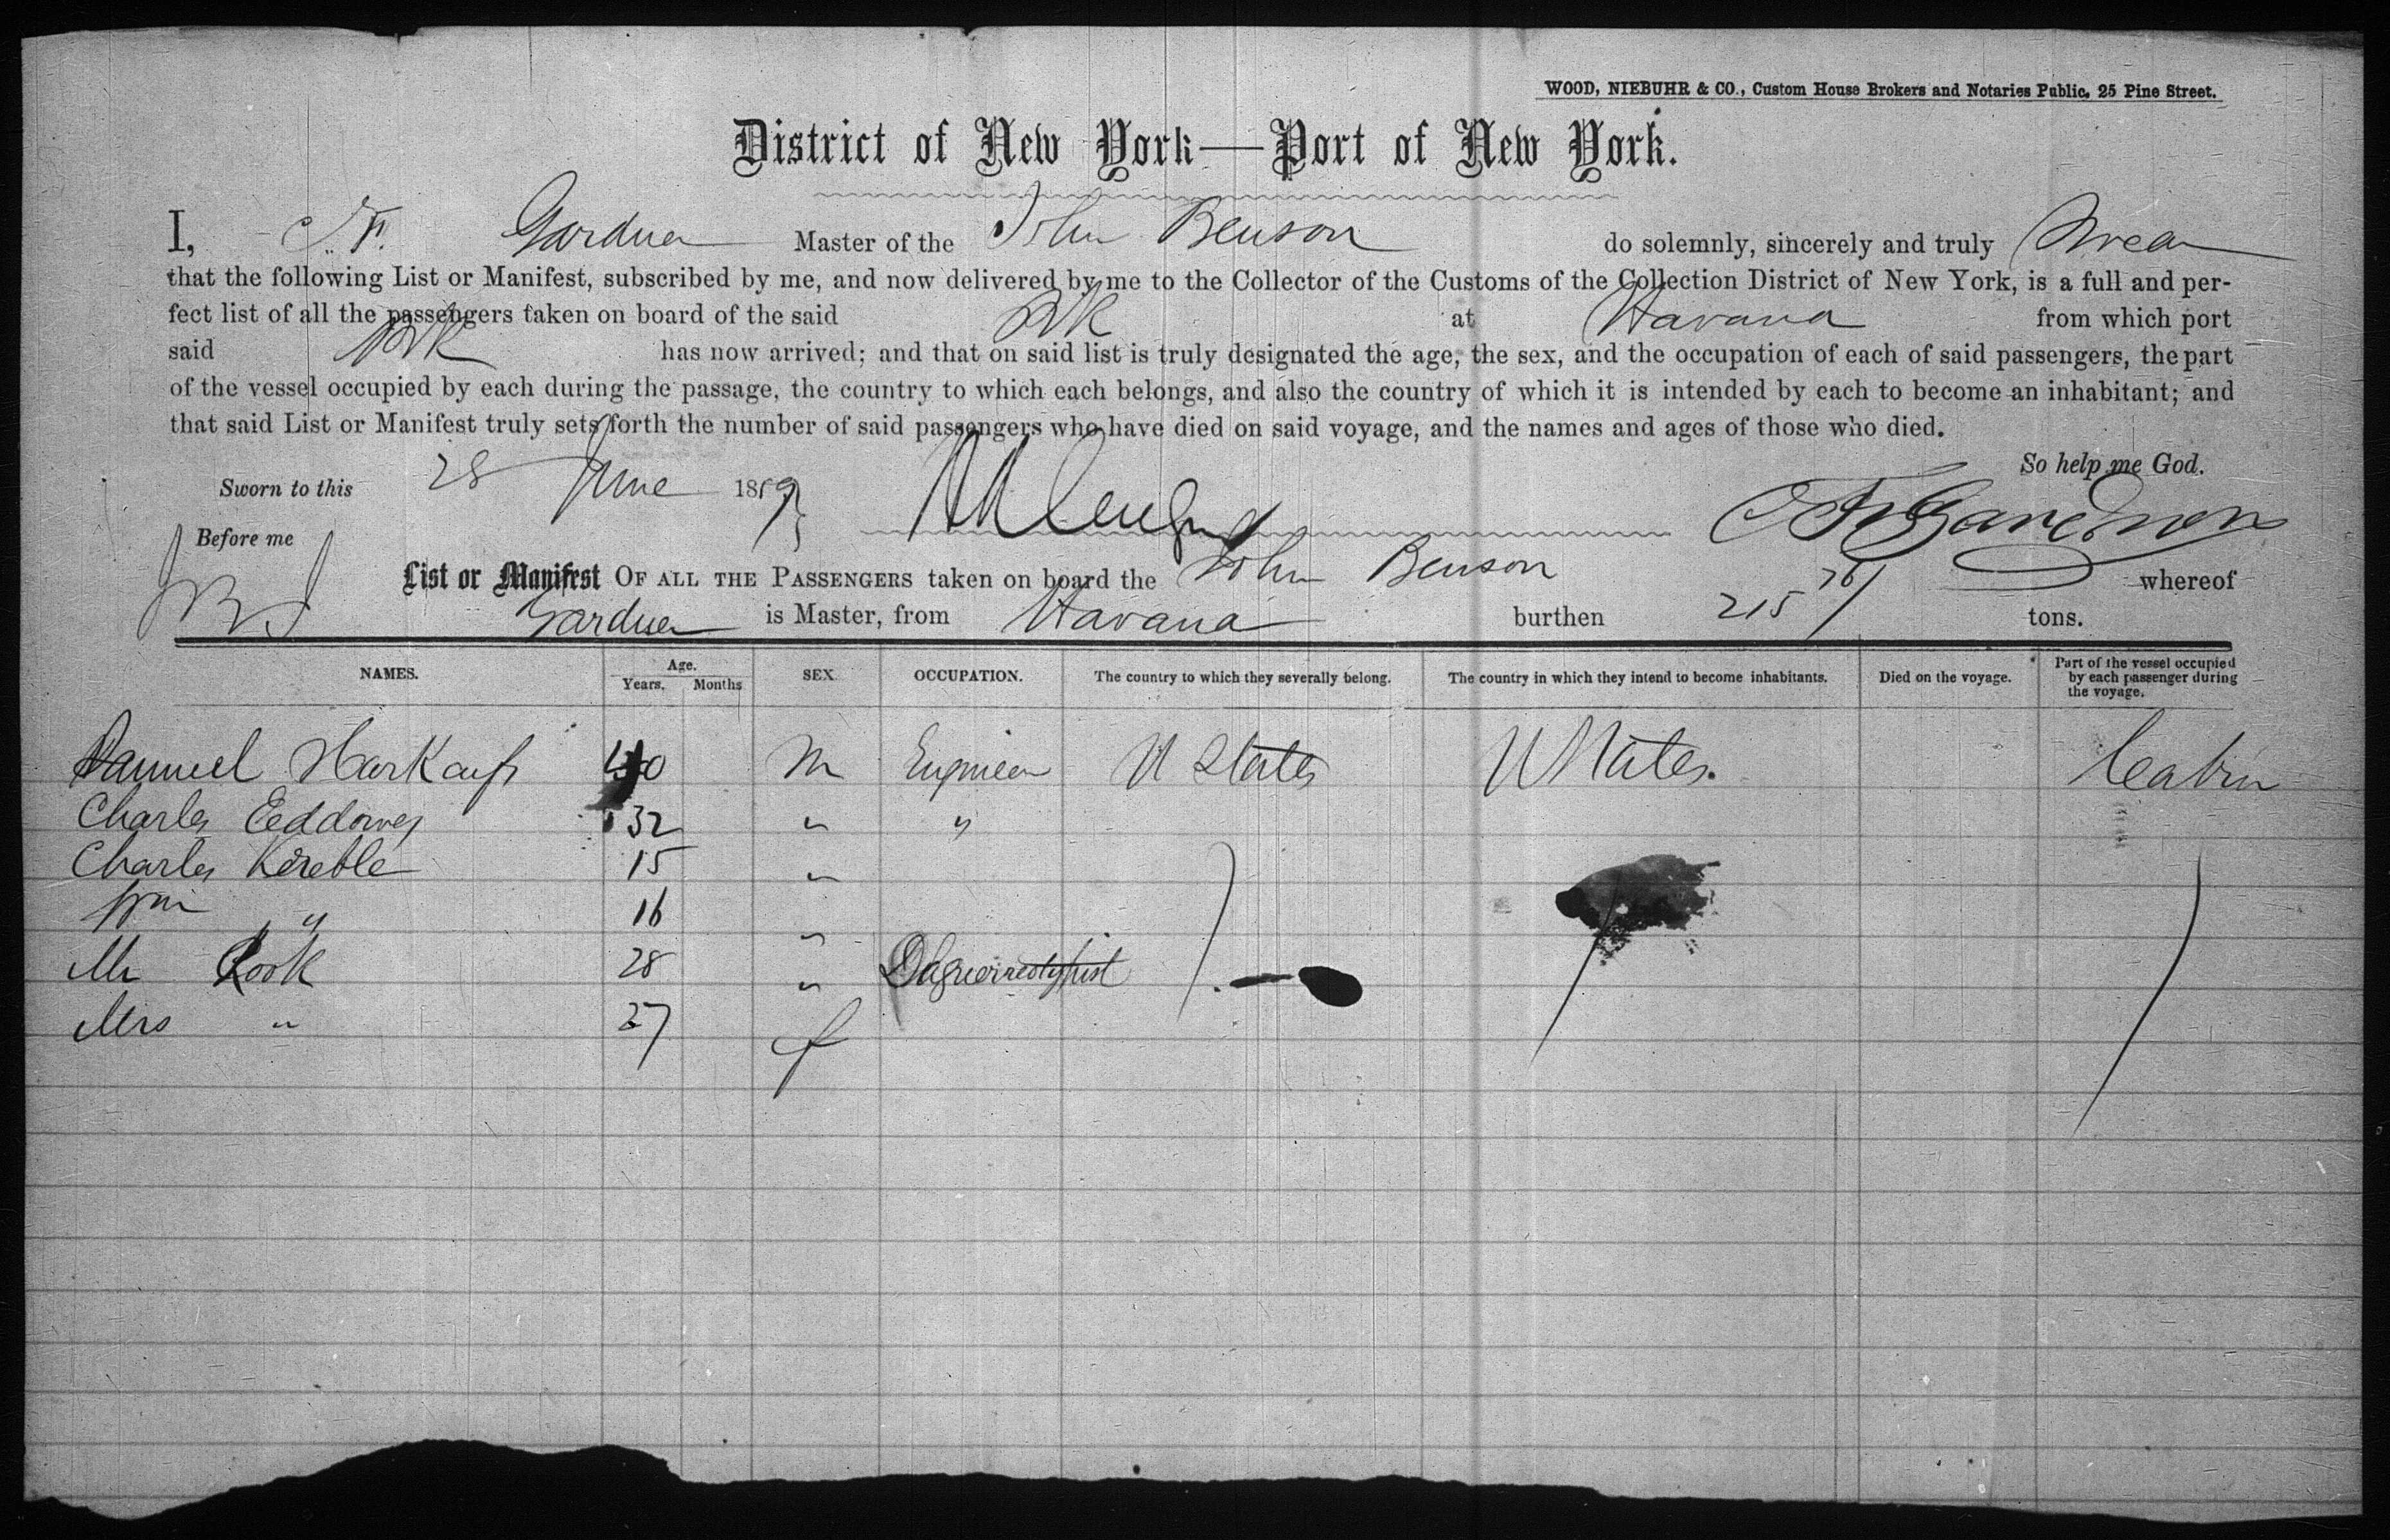 WOOD, NIEBUHR & CO., Custom House Brokers and Notaries Public, 25 Pine Street.
District of New York—Port of New York.
I, F. Gardner Master of the John Benson do solemnly, sincerely and truly Swear
that the following List or Manifest, subscribed by me, and now delivered by me to the Collector of the Customs of the Collection District of New York, is a full and per-
fect list of all the passengers taken on board of the said Brk at Havana from which port
said Brk has now arrived; and that on said list is truly designated the age, the sex, and the occupation of each of said passengers, the part
of the vessel occupied by each during the passage, the country to which each belongs, and also the country of which it is intended by each to become an inhabitant; and
that said List or Manifest truly sets forth the number of said passengers who have died on said voyage, and the names and ages of those who died.
So help me God.
Sworn to this 28 June 1859
Before me
List or Manifest OF ALL THE PASSENGERS taken on board the John Benson whereof
Gardner is Master, from Havana burthen 215 76/ tons.
NAMES. Age. Years. Months SEX OCCUPATION. The country to which they severally belong. The country in which they intend to become inhabitants. Died on the voyage. Part of the vessel occupied by each passenger during the voyage.
Samuel 40 M Engineer U States U States. Cabin
Charles Eeddowes 32 " "
Charles Kereble 15 "
Wm " 16 "
Mr Cook 28 " Daguerreotypist
Mrs " 27 f